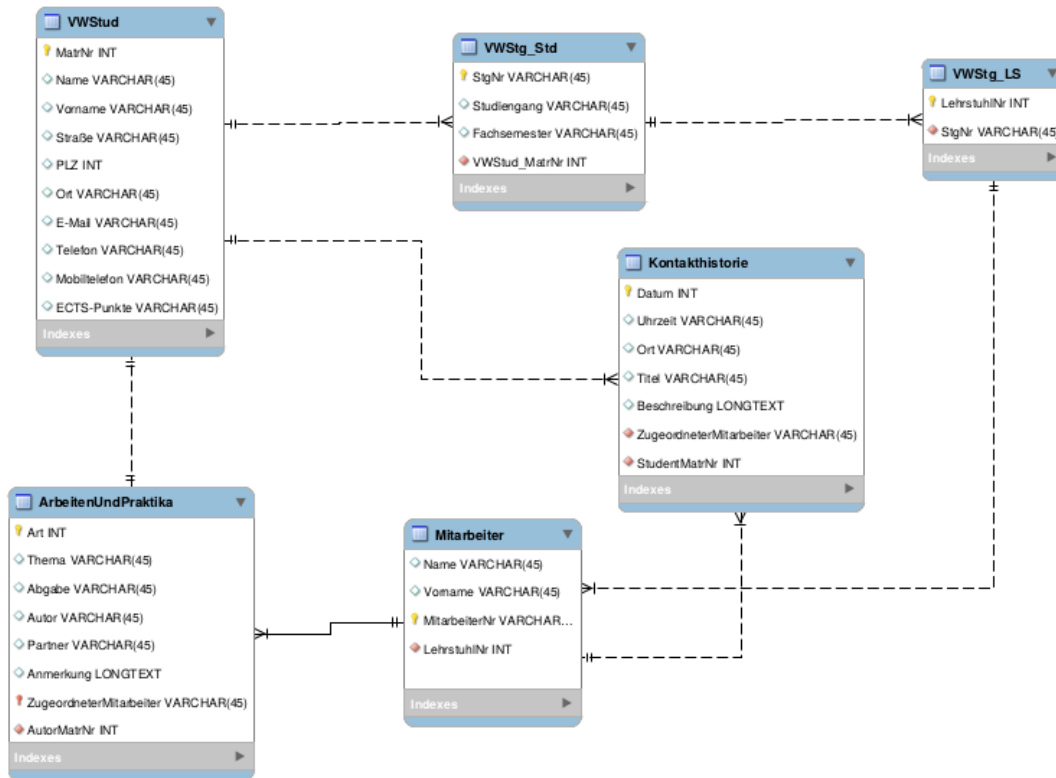 VWStud
MatrNr INT
Name VARCHAR(45)
Vorname VARCHAR(45)
Straße VARCHAR(45)
PLZ INT
Ort VARCHAR(45)
E-Mail VARCHAR(45)
Telefon VARCHAR(45)
Mobiltelefon VARCHAR(45)
ECTS-Punkte VARCHAR(45)
Indexes
VWStg_Std
StgNr VARCHAR(45)
Studiengang VARCHAR(45)
Fachsemester VARCHAR(45)
VWStud_MatrNr INT
Indexes
VWStg_LS
LehrstuhlNr INT
StgNr VARCHAR(45)
Indexes
Kontakthistorie
Datum INT
Uhrzeit VARCHAR(45)
Ort VARCHAR(45)
Titel VARCHAR(45)
Beschreibung LONGTEXT
ZugeordneterMitarbeiter VARCHAR(45)
StudentMatrNr INT
Indexes
ArbeitenUndPraktika
Art INT
Thema VARCHAR(45)
Abgabe VARCHAR(45)
Autor VARCHAR(45)
Partner VARCHAR(45)
Anmerkung LONGTEXT
ZugeordneterMitarbeiter VARCHAR(45)
AutorMatrNr INT
Indexes
Mitarbeiter
Name VARCHAR(45)
Vorname VARCHAR(45)
MitarbeiterNr VARCHAR...
LehrstuhlNr INT
Indexes